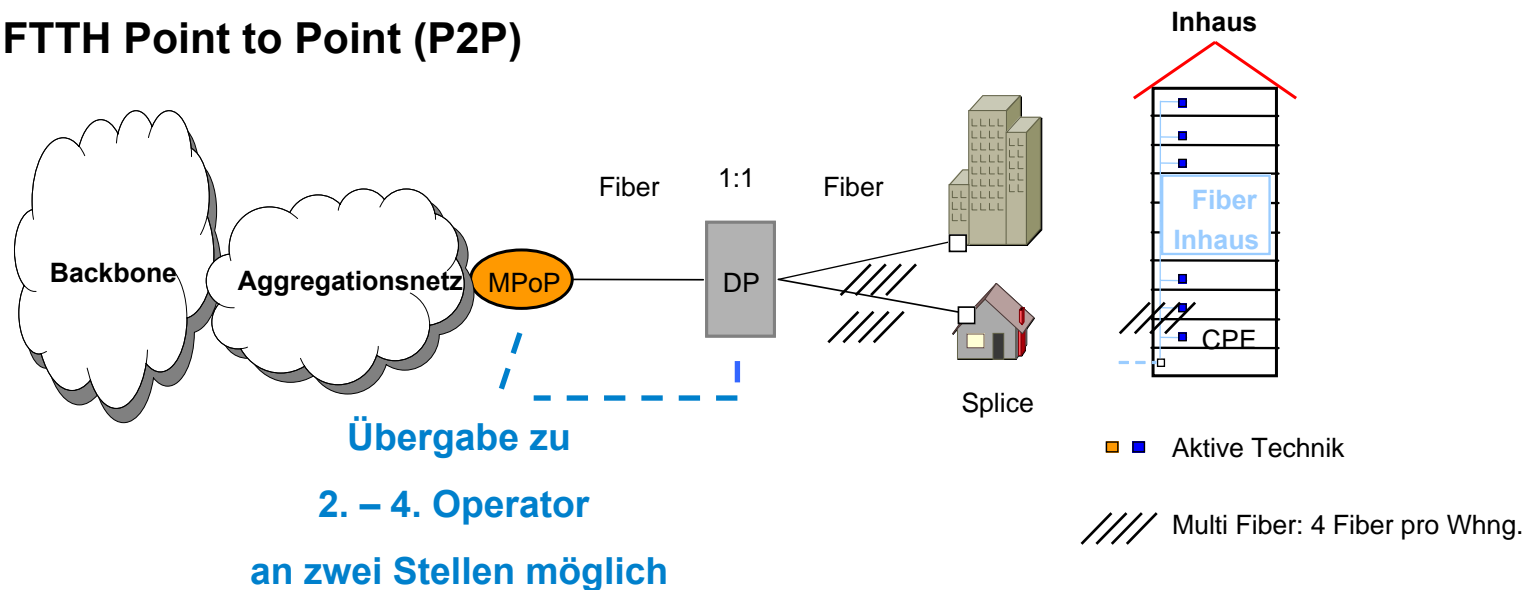 FTTH Point to Point (P2P)
Inhaus
Fiber
1:1
Fiber
Backbone
Aggregationsnetz
MPoP
DP
Fiber
Inhaus
CPE
Splice
Übergabe zu
2. – 4. Operator
an zwei Stellen möglich
Aktive Technik
Multi Fiber: 4 Fiber pro Whng.